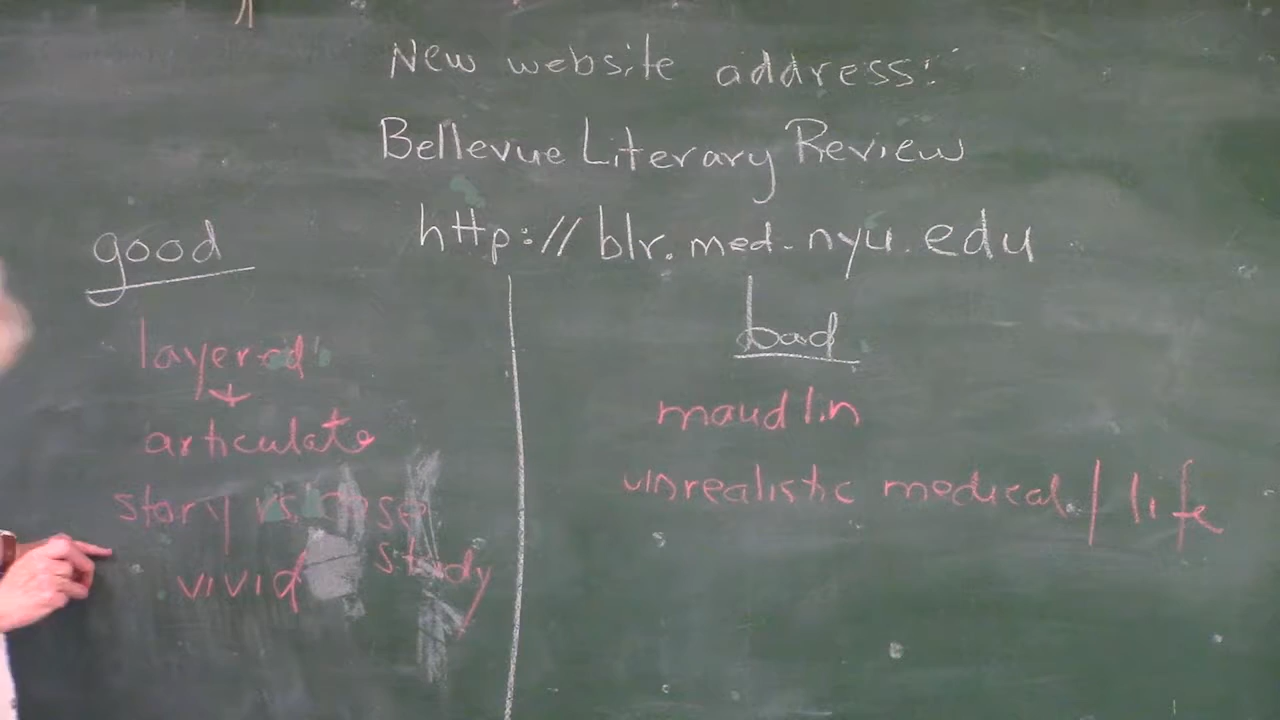 New website address:
Bellevue Literary Review
http://blr.med.nyu.edu
good
layered
articulate
story vs case
study
vivid
bad
maudlin
unrealistic medical / life